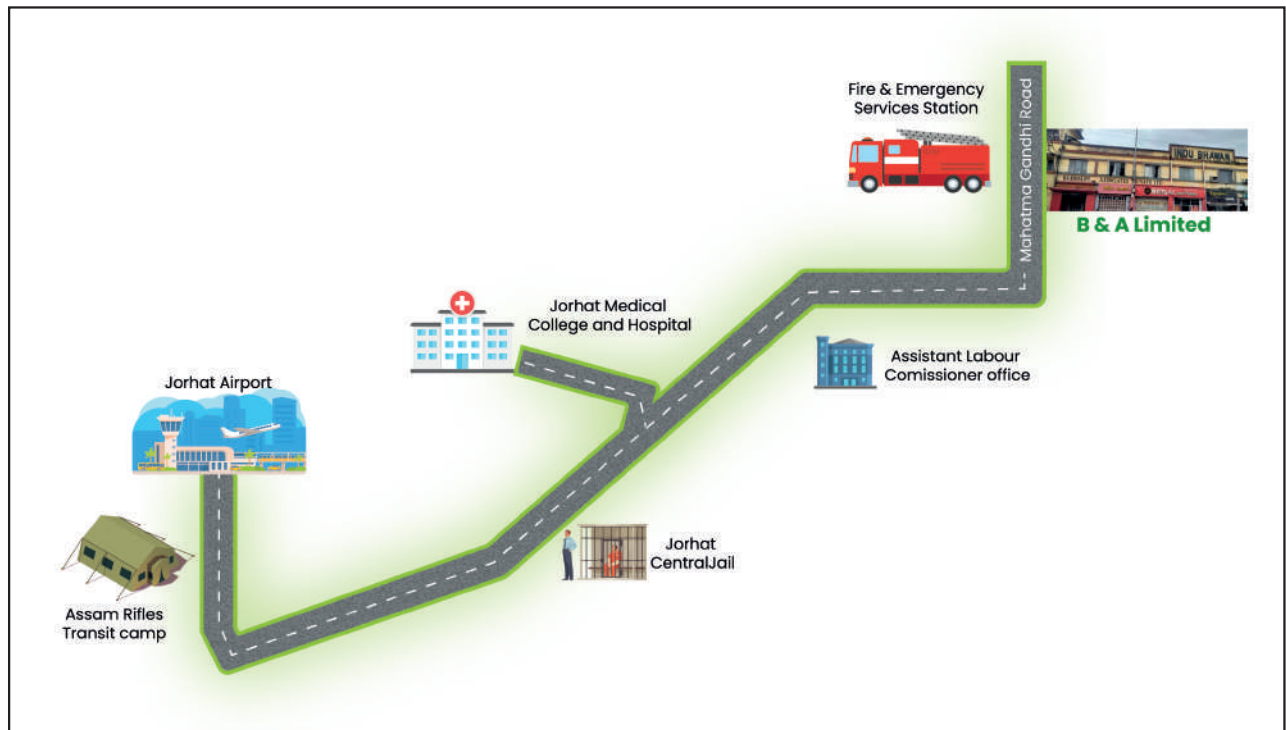 Fire & Emergency
Services Station
Mahatma Gandhi Road
INDU BHAWAN
B & A Limited
Jorhat Medical
College and Hospital
Assistant Labour
Comissioner office
Jorhat Airport
Jorhat
CentralJail
Assam Rifles
Transit camp